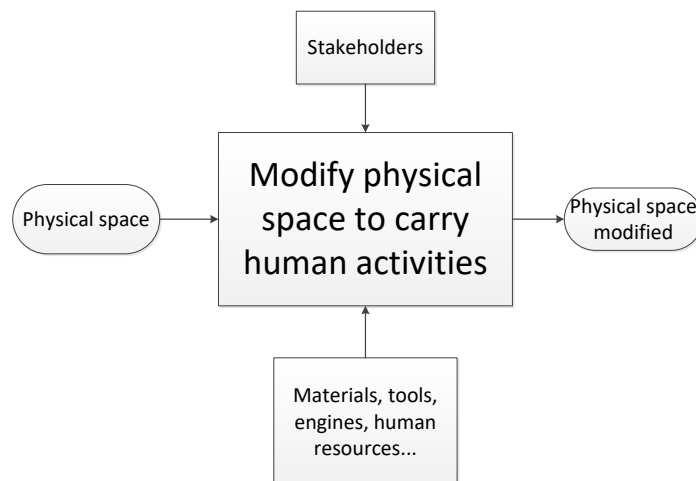 Stakeholders
Modify physical
space to carry
human activities
Physical space
Physical space
modified
Materials, tools,
engines, human
resources...